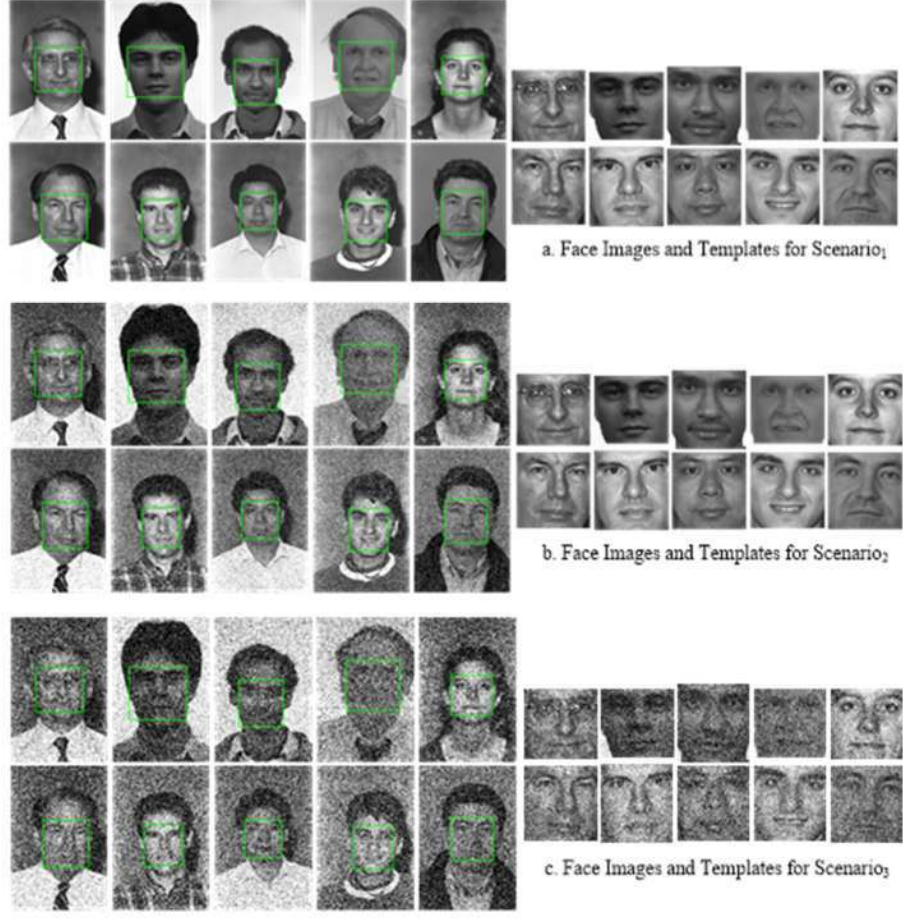 a. Face Images and Templates for Scenario₁
b. Face Images and Templates for Scenario₂
c. Face Images and Templates for Scenario₃